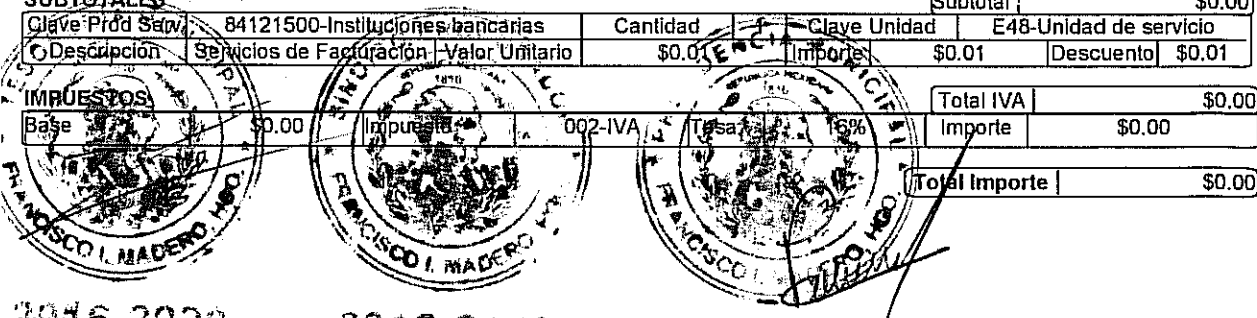 SUBTOTALES Subtotal $0.00
Clave Prod Serv. 84121500-Instituciones bancarias Cantidad 1 Clave Unidad E48-Unidad de servicio
Descripción Servicios de Facturación Valor Unitario $0.01 Importe $0.01 Descuento $0.01
IMPUESTOS Total IVA $0.00
Base $0.00 Impuesto 002-IVA Tasa 16% Importe $0.00
Total Importe $0.00
FRANCISCO I. MADERO, HGO.
FRANCISCO I. MADERO
FRANCISCO I. MADERO, HGO
2016-2020